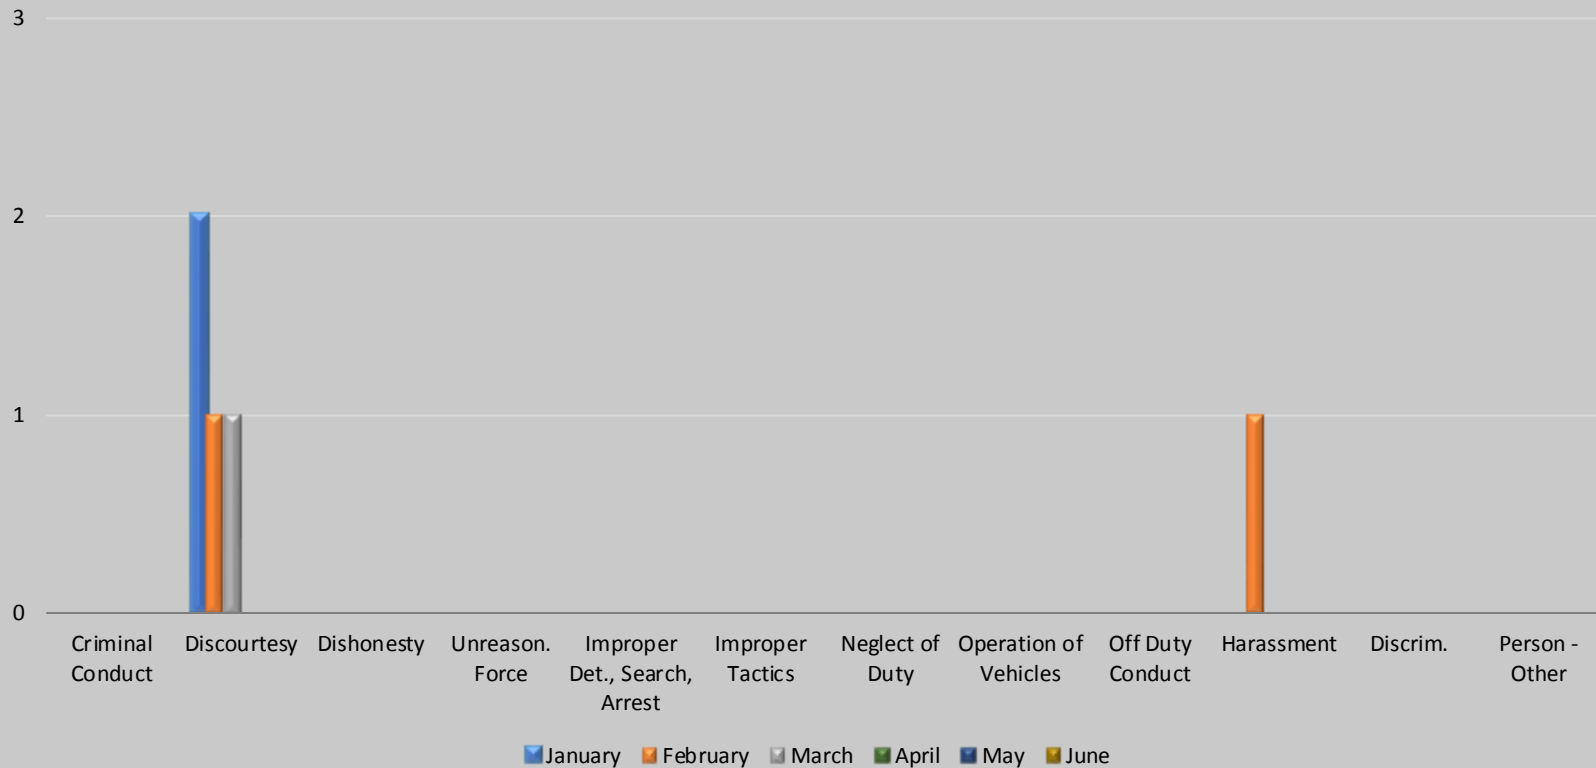 3
2
1
0
Criminal
Conduct
Discourtesy
Dishonesty
Unreason.
Force
Improper
Det., Search,
Arrest
Improper
Tactics
Neglect of
Duty
Operation of
Vehicles
Off Duty
Conduct
Harassment
Discrim.
Person -
Other
January February March April May June